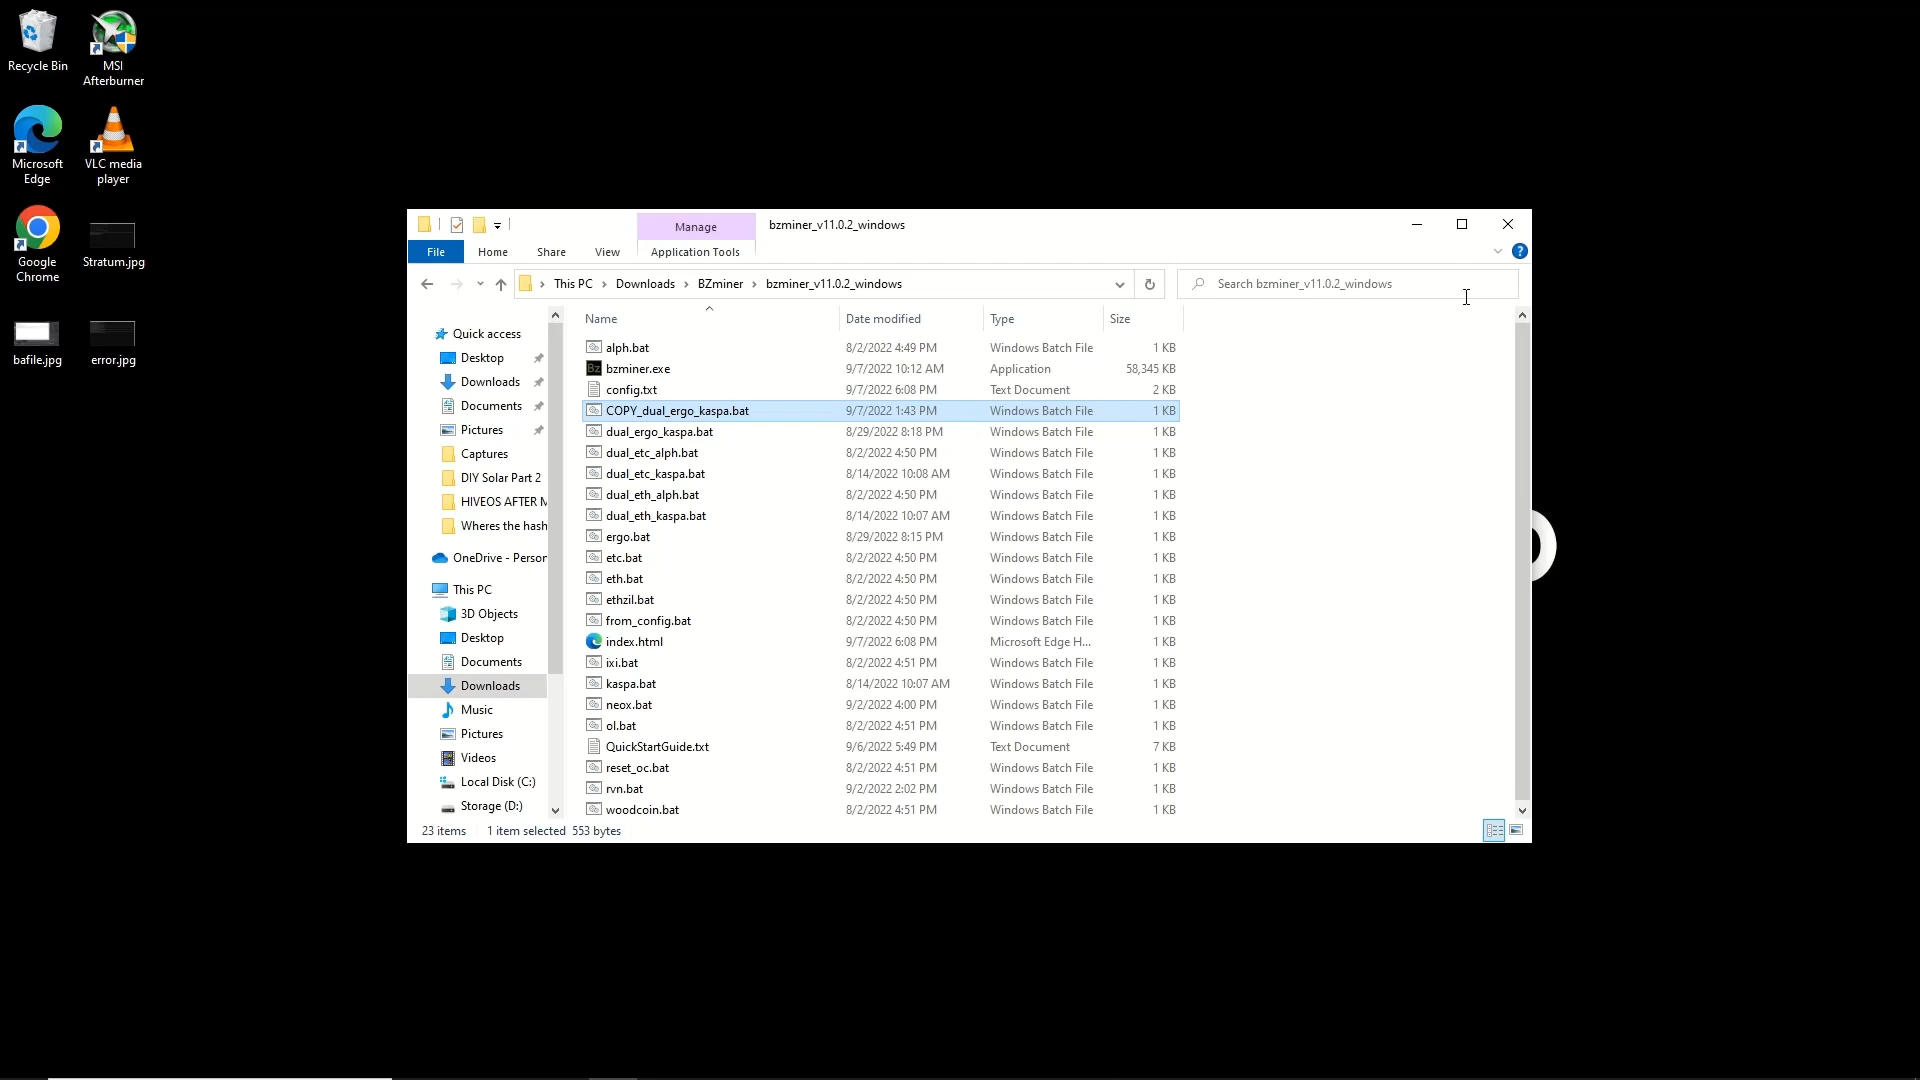 Recycle Bin
MSI
Afterburner
Microsoft
Edge
VLC media
player
Google
Chrome
Stratum.jpg
bafile.jpg
error.jpg
Manage
bzminer_v11.0.2_windows
File
Home
Share
View
Application Tools
This PC
Downloads
BZminer
bzminer_v11.0.2_windows
Search bzminer_v11.0.2_windows
Quick access
Desktop
Downloads
Documents
Pictures
Captures
DIY Solar Part 2
HIVEOS AFTER M
Wheres the hash
OneDrive - Person
This PC
3D Objects
Desktop
Documents
Downloads
Music
Pictures
Videos
Local Disk (C:)
Storage (D:)
Name Date modified Type Size
alph.bat 8/2/2022 4:49 PM Windows Batch File 1 KB
Bz bzminer.exe 9/7/2022 10:12 AM Application 58,345 KB
config.txt 9/7/2022 6:08 PM Text Document 2 KB
COPY_dual_ergo_kaspa.bat 9/7/2022 1:43 PM Windows Batch File 1 KB
dual_ergo_kaspa.bat 8/29/2022 8:18 PM Windows Batch File 1 KB
dual_etc_alph.bat 8/2/2022 4:50 PM Windows Batch File 1 KB
dual_etc_kaspa.bat 8/14/2022 10:08 AM Windows Batch File 1 KB
dual_eth_alph.bat 8/2/2022 4:50 PM Windows Batch File 1 KB
dual_eth_kaspa.bat 8/14/2022 10:07 AM Windows Batch File 1 KB
ergo.bat 8/29/2022 8:15 PM Windows Batch File 1 KB
etc.bat 8/2/2022 4:50 PM Windows Batch File 1 KB
eth.bat 8/2/2022 4:50 PM Windows Batch File 1 KB
ethzil.bat 8/2/2022 4:50 PM Windows Batch File 1 KB
from_config.bat 8/2/2022 4:50 PM Windows Batch File 1 KB
index.html 9/7/2022 6:08 PM Microsoft Edge H... 1 KB
ixi.bat 8/2/2022 4:51 PM Windows Batch File 1 KB
kaspa.bat 8/14/2022 10:07 AM Windows Batch File 1 KB
neox.bat 9/2/2022 4:00 PM Windows Batch File 1 KB
ol.bat 8/2/2022 4:51 PM Windows Batch File 1 KB
QuickStartGuide.txt 9/6/2022 5:49 PM Text Document 7 KB
reset_oc.bat 8/2/2022 4:51 PM Windows Batch File 1 KB
rvn.bat 9/2/2022 2:02 PM Windows Batch File 1 KB
woodcoin.bat 8/2/2022 4:51 PM Windows Batch File 1 KB
23 items 1 item selected 553 bytes